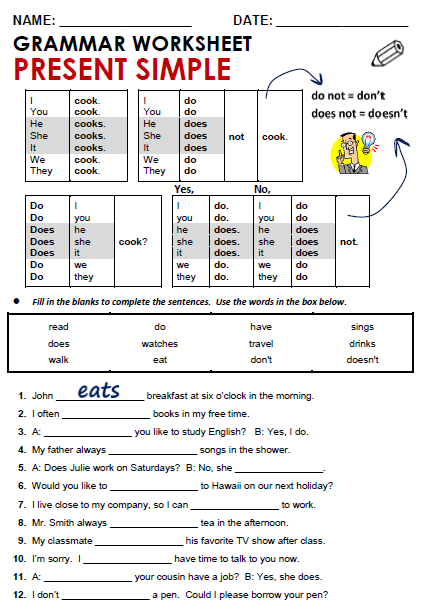 NAME: ____________________ DATE: ____________________
GRAMMAR WORKSHEET
PRESENT SIMPLE
I cook.
You cook.
He cooks.
She cooks.
It cooks.
We cook.
They cook.
I do
You do
He does
She does
It does
We do
They do
not cook.
do not = don't
does not = doesn't
Do I
Do you
Does he
Does she
Does it
Do we
Do they
cook?
Yes, No,
I do. I do
you do. you do
he does. he does
she does. she does
it does. it does
we do. we do
they do. they do
not.
● Fill in the blanks to complete the sentences. Use the words in the box below.
read do have sings
does watches travel drinks
walk eat don't doesn't
1. John eats breakfast at six o'clock in the morning.
2. I often ________________ books in my free time.
3. A: ________________ you like to study English? B: Yes, I do.
4. My father always ________________ songs in the shower.
5. A: Does Julie work on Saturdays? B: No, she ________________.
6. Would you like to ________________ to Hawaii on our next holiday?
7. I live close to my company, so I can ________________ to work.
8. Mr. Smith always ________________ tea in the afternoon.
9. My classmate ________________ his favorite TV show after class.
10. I'm sorry. I ________________ have time to talk to you now.
11. A: ________________ your cousin have a job? B: Yes, she does.
12. I don't ________________ a pen. Could I please borrow your pen?